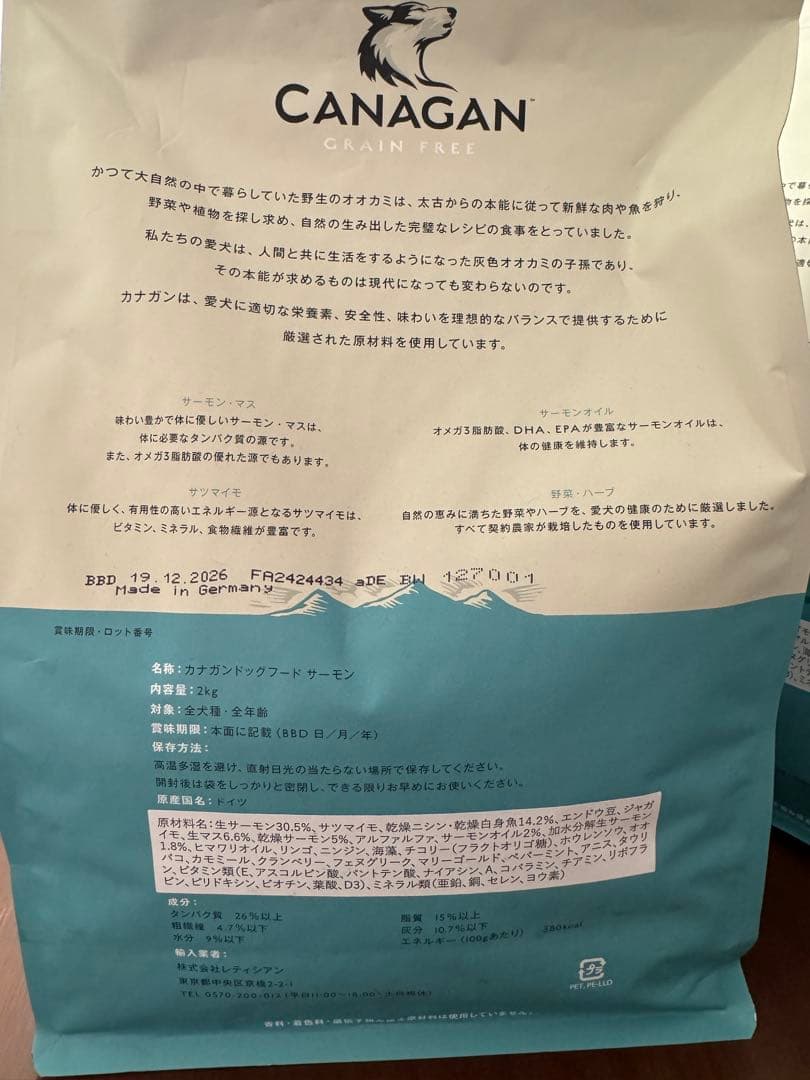 CANAGAN
GRAIN FREE
かつて大自然の中で暮らしていた野生のオオカミは、太古からの本能に従って新鮮な肉や魚を狩り、
野菜や植物を探し求め、自然の生み出した完璧なレシピの食事をとっていました。
私たちの愛犬は、人間と共に生活をするようになった灰色オオカミの子孫であり、
その本能が求めるものは現代になっても変わらないのです。
カナガンは、愛犬に適切な栄養素、安全性、味わいを理想的なバランスで提供するために
厳選された原材料を使用しています。
サーモン・マス
味わい豊かで体に優しいサーモン・マスは、
体に必要なタンパク質の源です。
また、オメガ3脂肪酸の優れた源でもあります。
サーモンオイル
オメガ3脂肪酸、DHA、EPAが豊富なサーモンオイルは、
体の健康を維持します。
サツマイモ
体に優しく、有用性の高いエネルギー源となるサツマイモは、
ビタミン、ミネラル、食物繊維が豊富です。
野菜・ハーブ
自然の恵みに満ちた野菜やハーブを、愛犬の健康のために厳選しました。
すべて契約農家が栽培したものを使用しています。
BBD 19.12.2026 FA2424434 aDE BW 127001
Made in Germany
賞味期限・ロット番号
名称：カナガンドッグフード サーモン
内容量：2kg
対象：全犬種・全年齢
賞味期限：本面に記載（BBD 日／月／年）
保存方法：
高温多湿を避け、直射日光の当たらない場所で保存してください。
開封後は袋をしっかりと密閉し、できる限りお早めにお使いください。
原産国名：ドイツ
原材料名：生サーモン30.5%、サツマイモ、乾燥ニシン・乾燥白身魚14.2%、エンドウ豆、ジャガ
イモ、生マス6.6%、乾燥サーモン5%、アルファルファ、サーモンオイル2%、加水分解生サーモン
1.8%、ヒマワリオイル、リンゴ、ニンジン、海藻、チコリー（フラクトオリゴ糖）、ホウレンソウ、オオ
バコ、カモミール、クランベリー、フェヌグリーク、マリーゴールド、ペパーミント、アニス、タウリ
ン、ビタミン類（E、アスコルビン酸、パントテン酸、ナイアシン、A、コバラミン、チアミン、リボフラ
ビン、ピリドキシン、ビオチン、葉酸、D3）、ミネラル類（亜鉛、銅、セレン、ヨウ素）
成分：
タンパク質 26%以上
粗繊維 4.7%以下
水分 9%以下
脂質 15%以上
灰分 10.7%以下
エネルギー（100gあたり） 380kcal
輸入業者：
株式会社レティシアン
東京都中央区京橋2-2-1
TEL 0570-200-012
プラ
PET, PE-LLD